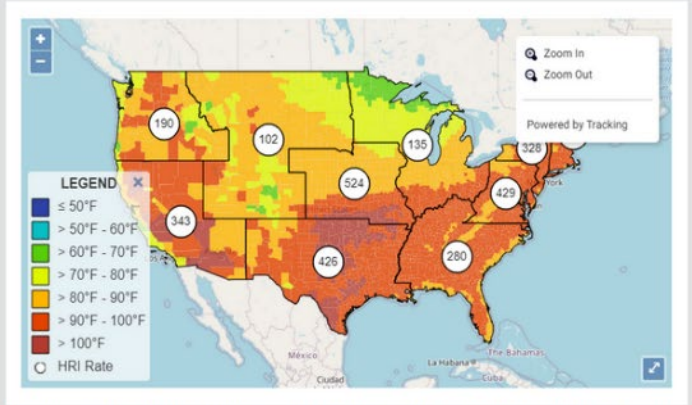 +
−
Zoom In
Zoom Out
Powered by Tracking
190
102
135
328
524
429
343
426
280
York
LEGEND ×
≤ 50°F
> 50°F - 60°F
> 60°F - 70°F
> 70°F - 80°F
> 80°F - 90°F
> 90°F - 100°F
> 100°F
HRI Rate
México
Ciudad
La Habana
The Bahamas
Cuba